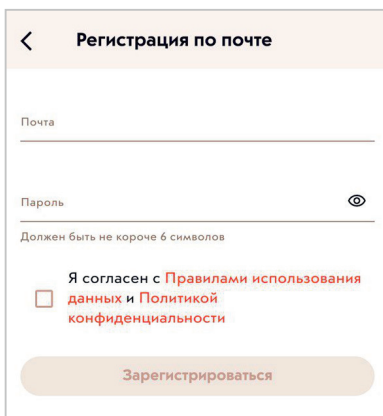 Регистрация по почте
Почта
Пароль
Должен быть не короче 6 символов
Я согласен с Правилами использования
данных и Политикой
конфиденциальности
Зарегистрироваться